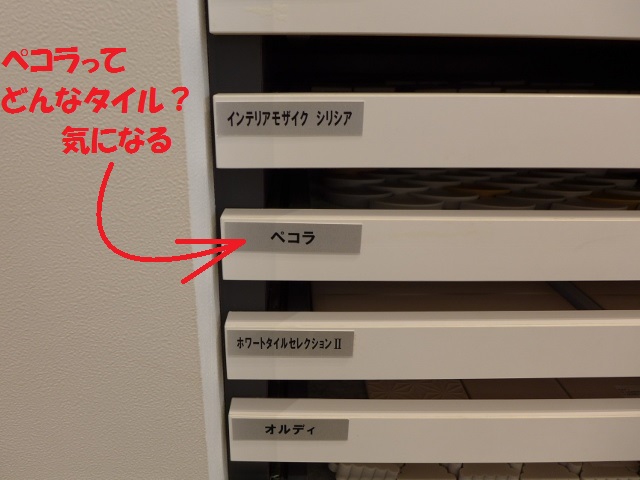 ペコラって
どんなタイル？
気になる
インテリアモザイク シリシア
ペコラ
ホワートタイルセレクションⅡ
オルディ